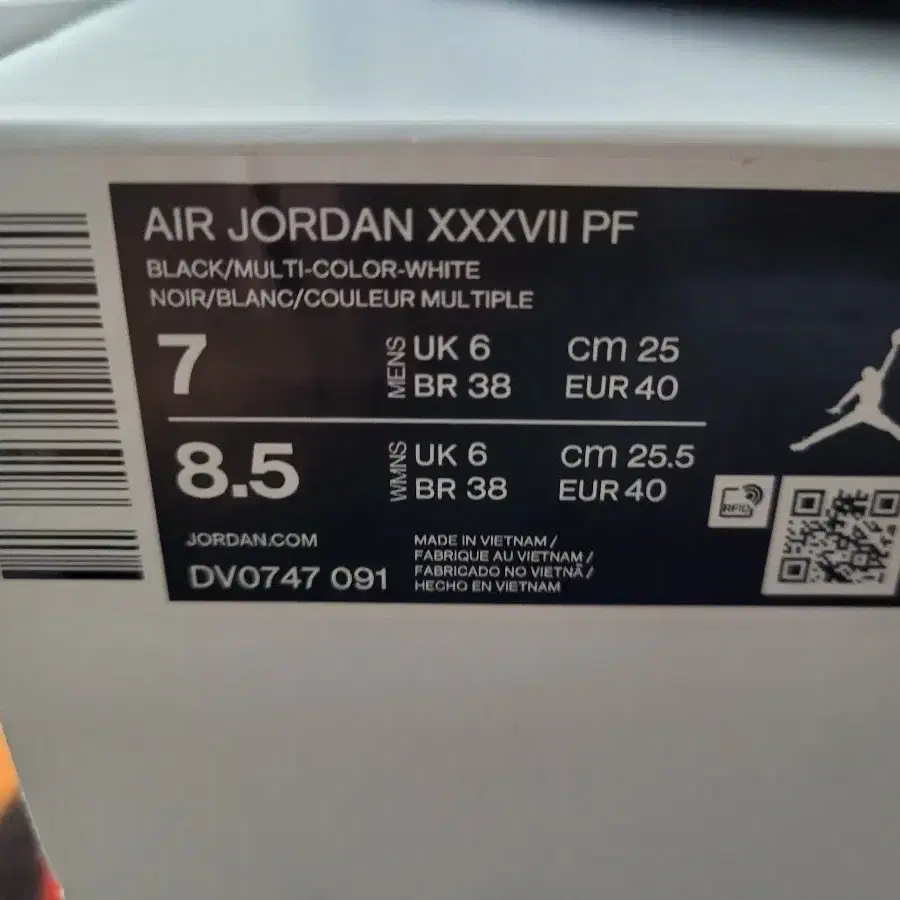 AIR JORDAN XXXVII PF
BLACK/MULTI-COLOR-WHITE
NOIR/BLANC/COULEUR MULTIPLE
7 MENS UK 6 CM 25
BR 38 EUR 40
8.5 WMNS UK 6 CM 25.5
BR 38 EUR 40
JORDAN.COM
DV0747 091
MADE IN VIETNAM /
FABRIQUE AU VIETNAM /
FABRICADO NO VIETNÃ /
HECHO EN VIETNAM
RFID